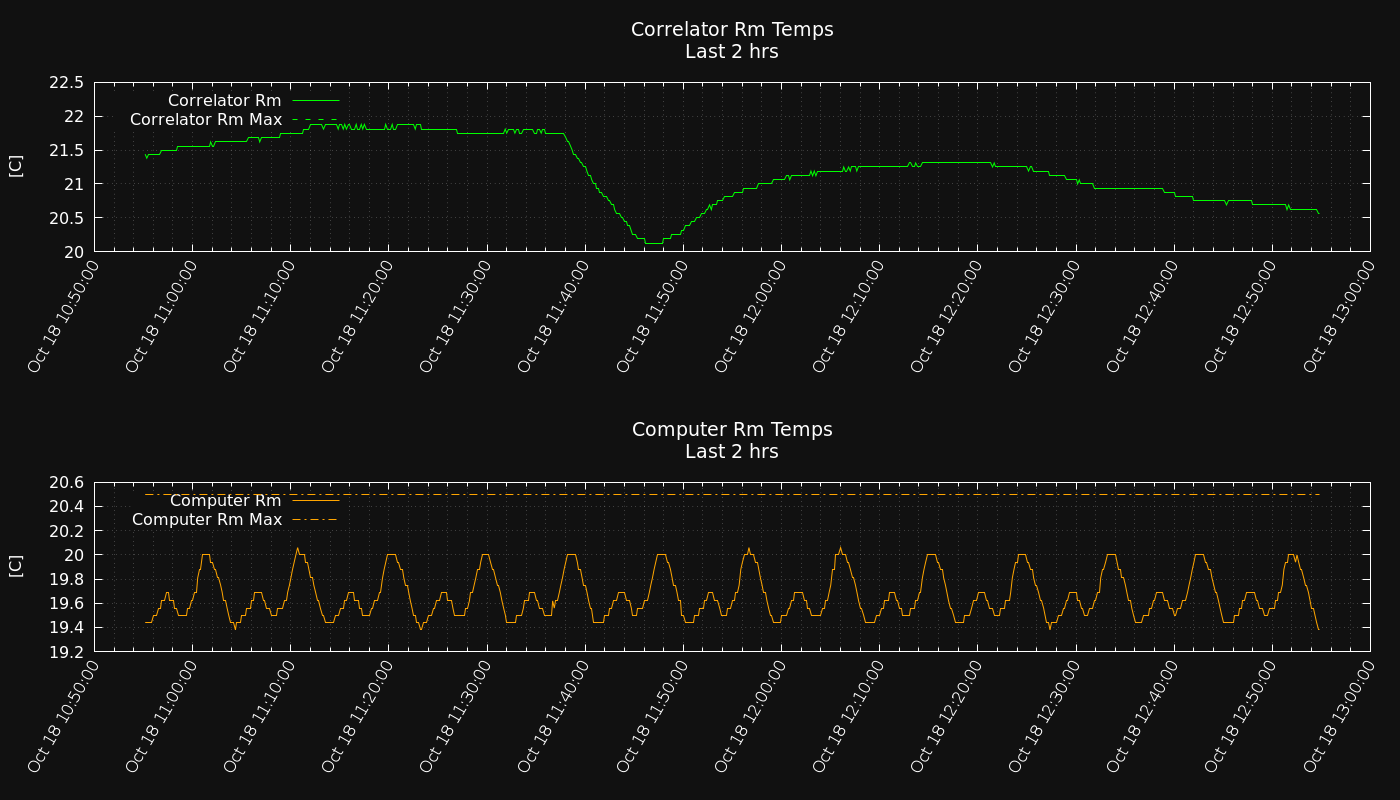 Correlator Rm Temps
Last 2 hrs
22.5
22
21.5
21
20.5
20
[C]
Correlator Rm
Correlator Rm Max
Oct 18 10:50:00
Oct 18 11:00:00
Oct 18 11:10:00
Oct 18 11:20:00
Oct 18 11:30:00
Oct 18 11:40:00
Oct 18 11:50:00
Oct 18 12:00:00
Oct 18 12:10:00
Oct 18 12:20:00
Oct 18 12:30:00
Oct 18 12:40:00
Oct 18 12:50:00
Oct 18 13:00:00
Computer Rm Temps
Last 2 hrs
20.6
20.4
20.2
20
19.8
19.6
19.4
19.2
[C]
Computer Rm
Computer Rm Max
Oct 18 10:50:00
Oct 18 11:00:00
Oct 18 11:10:00
Oct 18 11:20:00
Oct 18 11:30:00
Oct 18 11:40:00
Oct 18 11:50:00
Oct 18 12:00:00
Oct 18 12:10:00
Oct 18 12:20:00
Oct 18 12:30:00
Oct 18 12:40:00
Oct 18 12:50:00
Oct 18 13:00:00